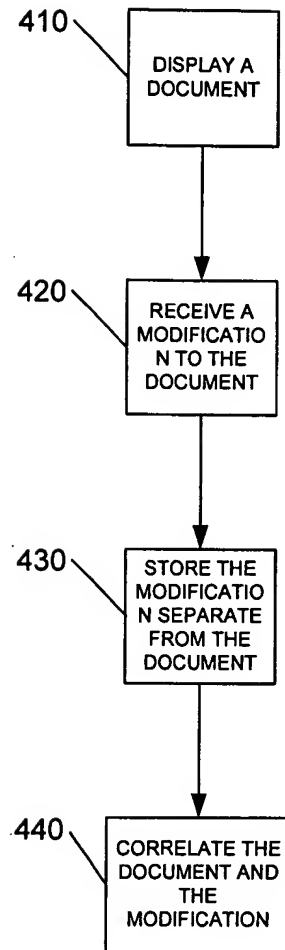 410
DISPLAY A
DOCUMENT
420
RECEIVE A
MODIFICATIO
N TO THE
DOCUMENT
430
STORE THE
MODIFICATIO
N SEPARATE
FROM THE
DOCUMENT
440
CORRELATE THE
DOCUMENT AND
THE
MODIFICATION